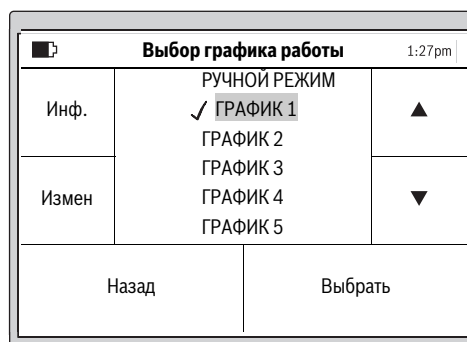 Выбор графика работы 1:27pm
РУЧНОЙ РЕЖИМ
Инф.
✓ ГРАФИК 1
▲
ГРАФИК 2
ГРАФИК 3
Измен
ГРАФИК 4
▼
ГРАФИК 5
Назад
Выбрать